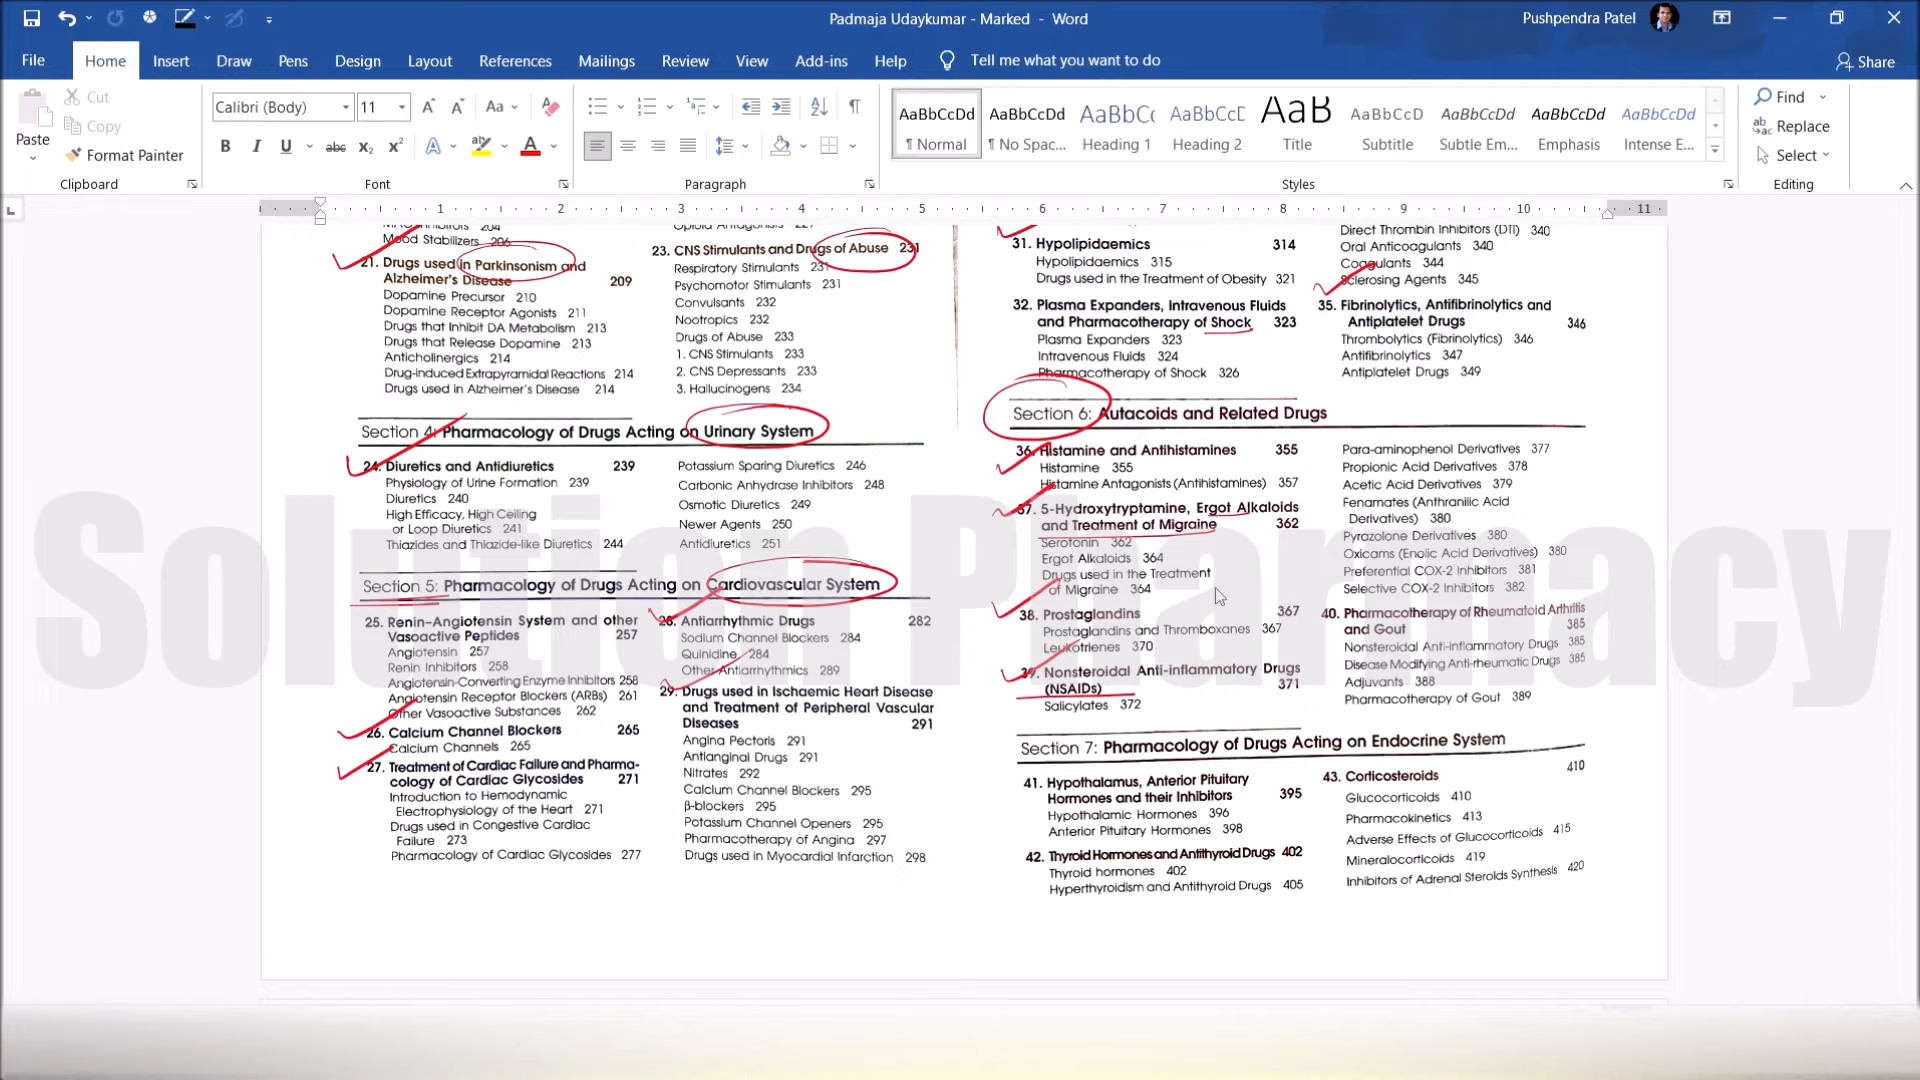 Padmaja Udaykumar - Marked - Word
Pushpendra Patel
File Home Insert Draw Pens Design Layout References Mailings Review View Add-ins Help Tell me what you want to do
Share
Paste
Cut
Copy
Format Painter
Clipboard
Calibri (Body) 11
Font
Paragraph
AaBbCcDd AaBbCcDd AaBbCc AaBbCcC AaB AaBbCcD AaBbCcDd AaBbCcDd AaBbCcDd
¶ Normal ¶ No Spac... Heading 1 Heading 2 Title Subtitle Subtle Em... Emphasis Intense E...
Styles
Find
Replace
Select
Editing
1 2 3 4 5 6 7 8 9 10 11
Mood Stabilizers 206
21. Drugs used in Parkinsonism and
Alzheimer's Disease 209
Dopamine Precursor 210
Dopamine Receptor Agonists 211
Drugs that Inhibit DA Metabolism 213
Drugs that Release Dopamine 213
Anticholinergics 214
Drug-induced Extrapyramidal Reactions 214
Drugs used in Alzheimer's Disease 214
23. CNS Stimulants and Drugs of Abuse 231
Respiratory Stimulants 231
Psychomotor Stimulants 231
Convulsants 232
Nootropics 232
Drugs of Abuse 233
1. CNS Stimulants 233
2. CNS Depressants 233
3. Hallucinogens 234
Section 4: Pharmacology of Drugs Acting on Urinary System
24. Diuretics and Antidiuretics 239
Physiology of Urine Formation 239
Diuretics 240
High Efficacy, High Ceiling
or Loop Diuretics 241
Thiazides and Thiazide-like Diuretics 244
Potassium Sparing Diuretics 246
Carbonic Anhydrase Inhibitors 248
Osmotic Diuretics 249
Newer Agents 250
Antidiuretics 251
Section 5: Pharmacology of Drugs Acting on Cardiovascular System
25. Renin-Angiotensin System and other
Vasoactive Peptides 257
Angiotensin 257
Renin Inhibitors 258
Angiotensin-Converting Enzyme Inhibitors 258
Angiotensin Receptor Blockers (ARBs) 261
Other Vasoactive Substances 262
26. Calcium Channel Blockers 265
Calcium Channels 265
27. Treatment of Cardiac Failure and Pharma-
cology of Cardiac Glycosides 271
Introduction to Hemodynamic
Electrophysiology of the Heart 271
Drugs used in Congestive Cardiac
Failure 273
Pharmacology of Cardiac Glycosides 277
28. Antiarrhythmic Drugs 282
Sodium Channel Blockers 284
Quinidine 284
Other Antiarrhythmics 289
29. Drugs used in Ischaemic Heart Disease
and Treatment of Peripheral Vascular
Diseases 291
Angina Pectoris 291
Antianginal Drugs 291
Nitrates 292
Calcium Channel Blockers 295
β-blockers 295
Potassium Channel Openers 295
Pharmacotherapy of Angina 297
Drugs used in Myocardial Infarction 298
31. Hypolipidaemics 314
Hypolipidaemics 315
Drugs used in the Treatment of Obesity 321
32. Plasma Expanders, Intravenous Fluids
and Pharmacotherapy of Shock 323
Plasma Expanders 323
Intravenous Fluids 324
Pharmacotherapy of Shock 326
Direct Thrombin Inhibitors (DTI) 340
Oral Anticoagulants 340
Coagulants 344
Sclerosing Agents 345
35. Fibrinolytics, Antifibrinolytics and
Antiplatelet Drugs 346
Thrombolytics (Fibrinolytics) 346
Antifibrinolytics 347
Antiplatelet Drugs 349
Section 6: Autacoids and Related Drugs
36. Histamine and Antihistamines 355
Histamine 355
Histamine Antagonists (Antihistamines) 357
37. 5-Hydroxytryptamine, Ergot Alkaloids
and Treatment of Migraine 362
Serotonin 362
Ergot Alkaloids 364
Drugs used in the Treatment
of Migraine 364
38. Prostaglandins 367
Prostaglandins and Thromboxanes 367
Leukotrienes 370
39. Nonsteroidal Anti-inflammatory Drugs
(NSAIDs) 371
Salicylates 372
Para-aminophenol Derivatives 377
Propionic Acid Derivatives 378
Acetic Acid Derivatives 379
Fenamates (Anthranilic Acid
Derivatives) 380
Pyrazolone Derivatives 380
Oxicams (Enolic Acid Derivatives) 380
Preferential COX-2 Inhibitors 381
Selective COX-2 Inhibitors 382
40. Pharmacotherapy of Rheumatoid Arthritis
and Gout 385
Nonsteroidal Anti-inflammatory Drugs 385
Disease Modifying Anti-rheumatic Drugs 385
Adjuvants 388
Pharmacotherapy of Gout 389
Section 7: Pharmacology of Drugs Acting on Endocrine System
41. Hypothalamus, Anterior Pituitary
Hormones and their Inhibitors 395
Hypothalamic Hormones 396
Anterior Pituitary Hormones 398
42. Thyroid Hormones and Antithyroid Drugs 402
Thyroid hormones 402
Hyperthyroidism and Antithyroid Drugs 405
43. Corticosteroids 410
Glucocorticoids 410
Pharmacokinetics 413
Adverse Effects of Glucocorticoids 415
Mineralocorticoids 419
Inhibitors of Adrenal Steroids Synthesis 420
Solution Pharmacy